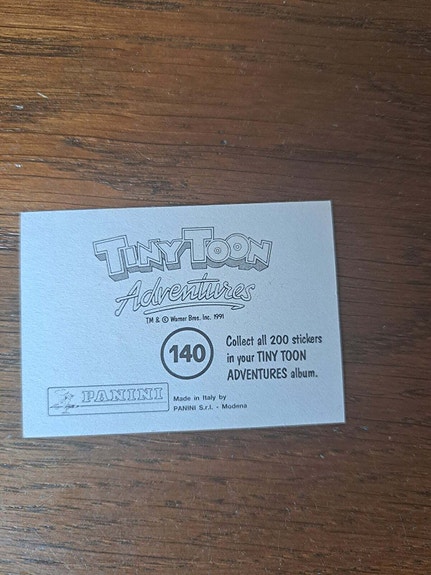 TINY TOON
Adventures
TM & © Warner Bros. Inc. 1991
140
Collect all 200 stickers
in your TINY TOON
ADVENTURES album.
PANINI
Made in Italy by
PANINI S.r.l. - Modena